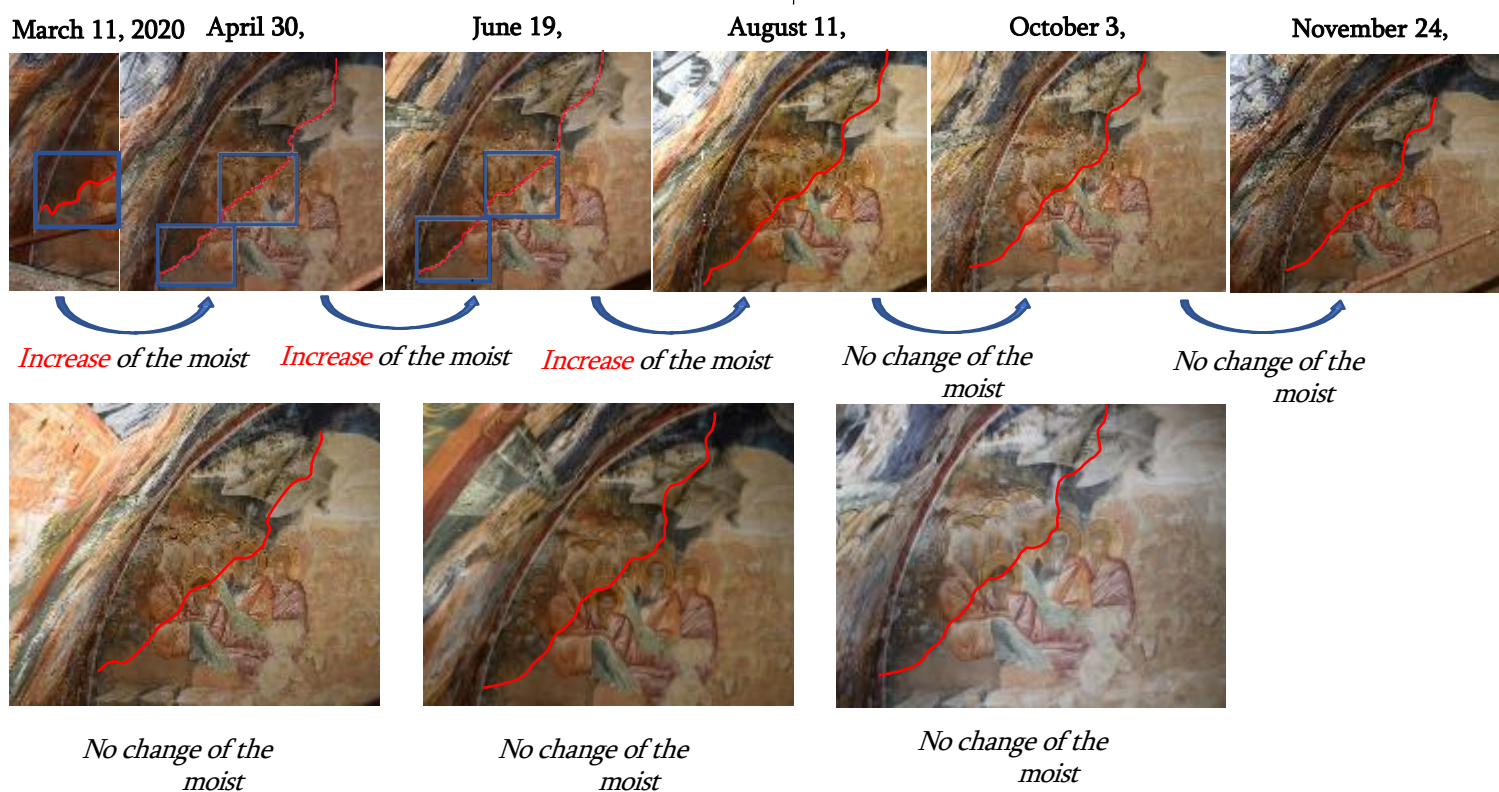 March 11, 2020 April 30, June 19, August 11, October 3, November 24,
Increase of the moist
Increase of the moist
Increase of the moist
No change of the
moist
No change of the
moist
No change of the
moist
No change of the
moist
No change of the
moist